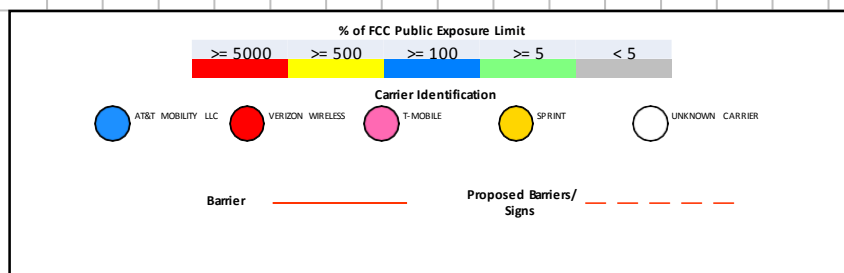 % of FCC Public Exposure Limit
>= 5000 >= 500 >= 100 >= 5 < 5
Carrier Identification
AT&T MOBILITY LLC VERIZON WIRELESS T-MOBILE SPRINT UNKNOWN CARRIER
Barrier Proposed Barriers/
Signs